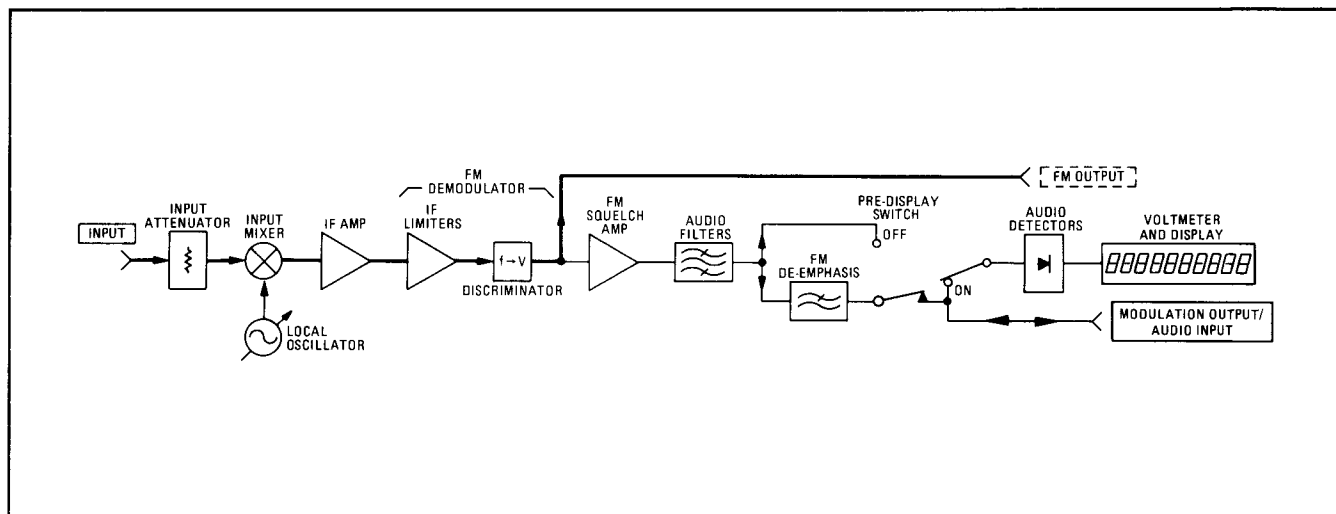 INPUT
INPUT
ATTENUATOR
INPUT
MIXER
LOCAL
OSCILLATOR
IF AMP
FM
DEMODULATOR
IF
LIMITERS
f→V
DISCRIMINATOR
FM
SQUELCH
AMP
AUDIO
FILTERS
FM OUTPUT
PRE-DISPLAY
SWITCH
OFF
FM
DE-EMPHASIS
ON
AUDIO
DETECTORS
VOLTMETER
AND DISPLAY
MODULATION OUTPUT/
AUDIO INPUT